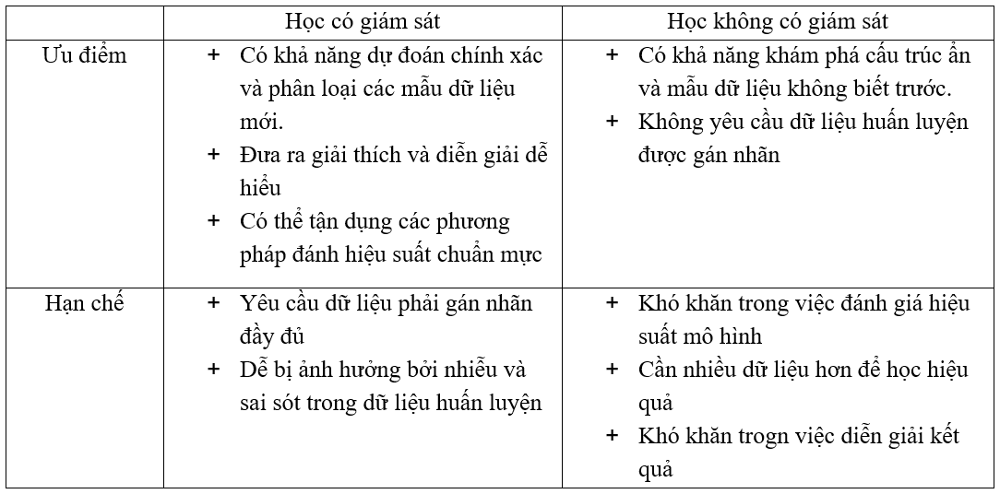 Học có giám sát
Học không có giám sát
Ưu điểm
+ Có khả năng dự đoán chính xác
và phân loại các mẫu dữ liệu
mới.
+ Đưa ra giải thích và diễn giải dễ
hiểu
+ Có thể tận dụng các phương
pháp đánh hiệu suất chuẩn mực
+ Có khả năng khám phá cấu trúc ẩn
và mẫu dữ liệu không biết trước.
+ Không yêu cầu dữ liệu huấn luyện
được gán nhãn
Hạn chế
+ Yêu cầu dữ liệu phải gán nhãn
đầy đủ
+ Dễ bị ảnh hưởng bởi nhiễu và
sai sót trong dữ liệu huấn luyện
+ Khó khăn trong việc đánh giá hiệu
suất mô hình
+ Cần nhiều dữ liệu hơn để học hiệu
quả
+ Khó khăn trogn việc diễn giải kết
quả